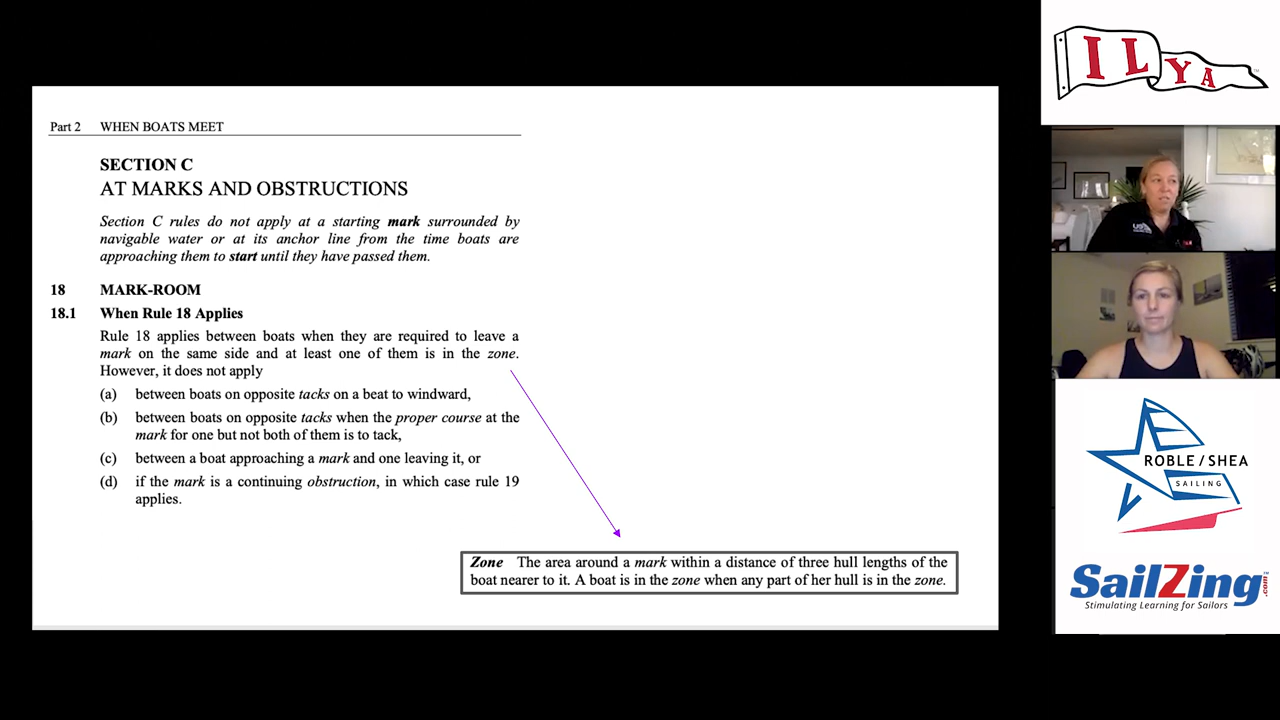 Part 2 WHEN BOATS MEET
SECTION C
AT MARKS AND OBSTRUCTIONS
Section C rules do not apply at a starting mark surrounded by
navigable water or at its anchor line from the time boats are
approaching them to start until they have passed them.
18 MARK-ROOM
18.1 When Rule 18 Applies
Rule 18 applies between boats when they are required to leave a
mark on the same side and at least one of them is in the zone.
However, it does not apply
(a) between boats on opposite tacks on a beat to windward,
(b) between boats on opposite tacks when the proper course at the
mark for one but not both of them is to tack,
(c) between a boat approaching a mark and one leaving it, or
(d) if the mark is a continuing obstruction, in which case rule 19
applies.
Zone The area around a mark within a distance of three hull lengths of the
boat nearer to it. A boat is in the zone when any part of her hull is in the zone.
ILYA
ROBLE / SHEA
SAILING
SailZing.com
Stimulating Learning for Sailors